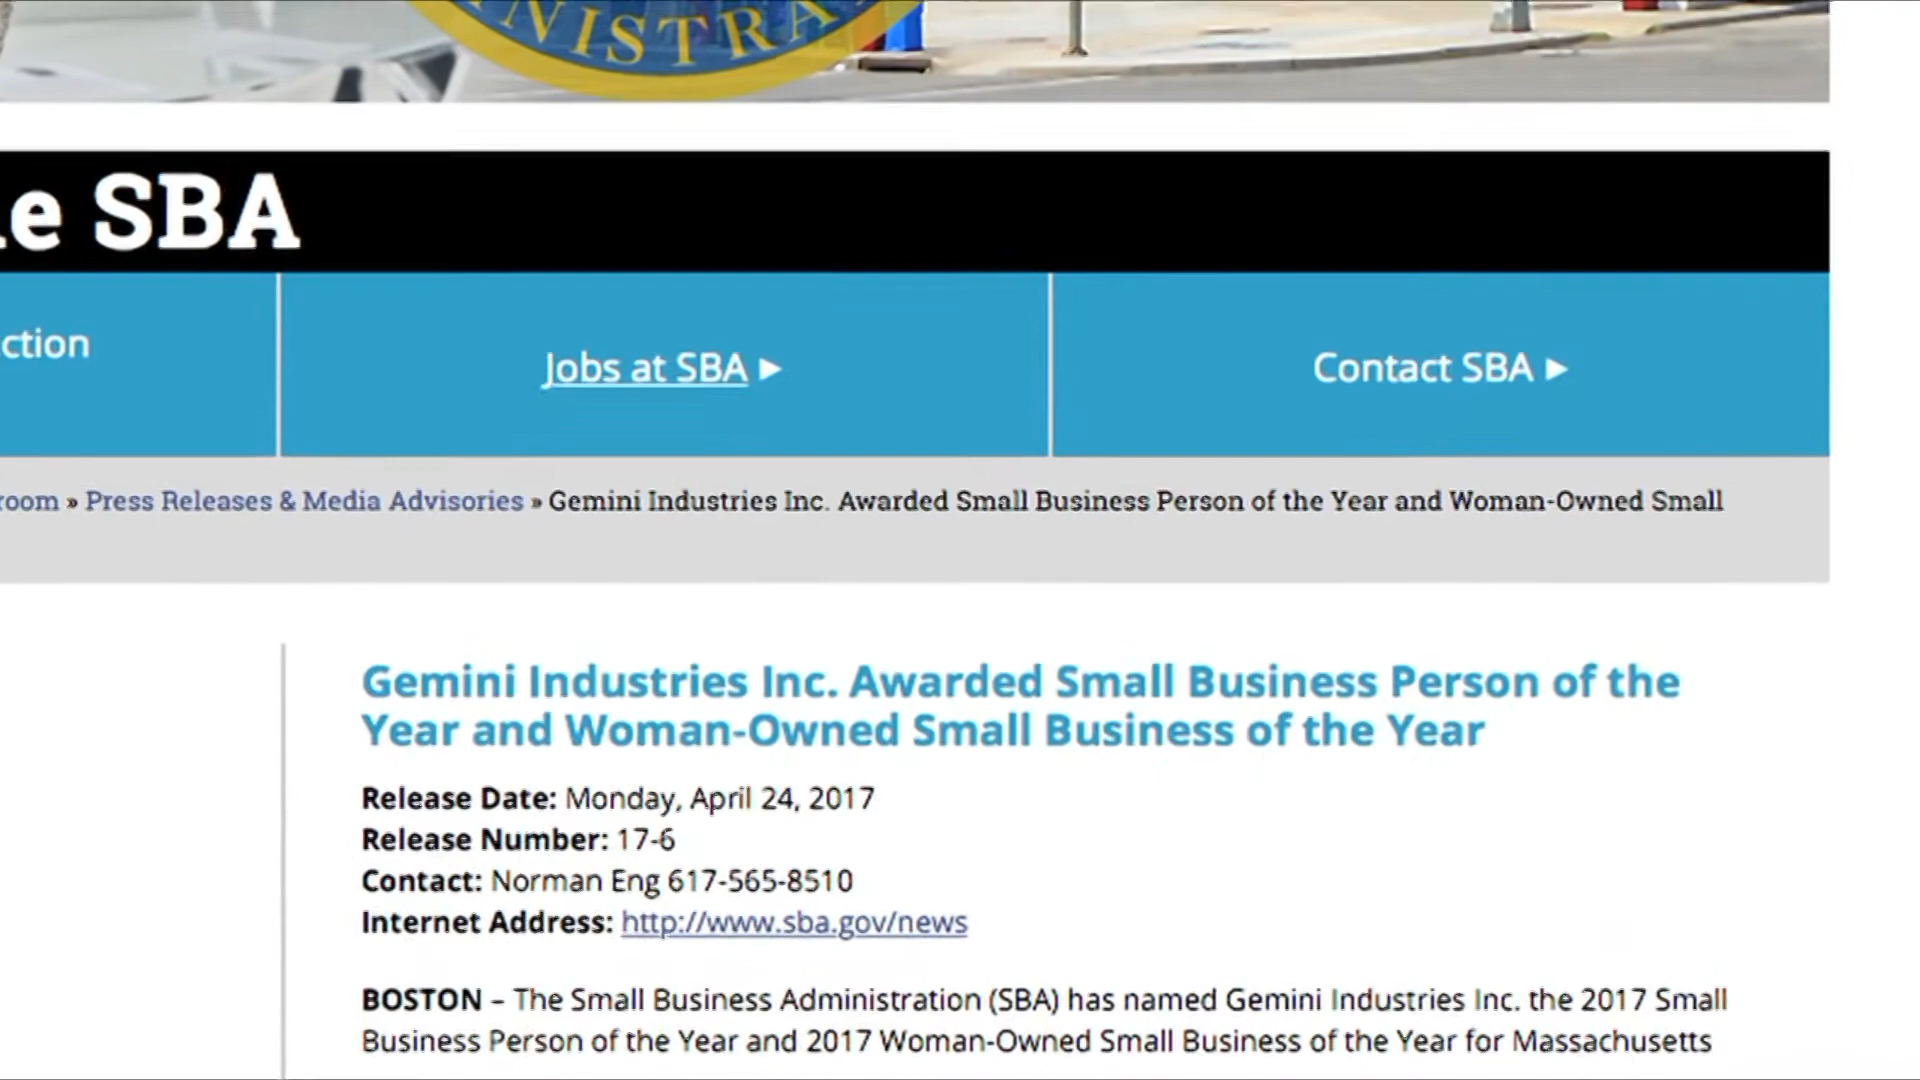 SBA
Jobs at SBA ►
Contact SBA ►
» Press Releases & Media Advisories » Gemini Industries Inc. Awarded Small Business Person of the Year and Woman-Owned Small
Gemini Industries Inc. Awarded Small Business Person of the
Year and Woman-Owned Small Business of the Year
Release Date: Monday, April 24, 2017
Release Number: 17-6
Contact: Norman Eng 617-565-8510
Internet Address: http://www.sba.gov/news
BOSTON – The Small Business Administration (SBA) has named Gemini Industries Inc. the 2017 Small
Business Person of the Year and 2017 Woman-Owned Small Business of the Year for Massachusetts